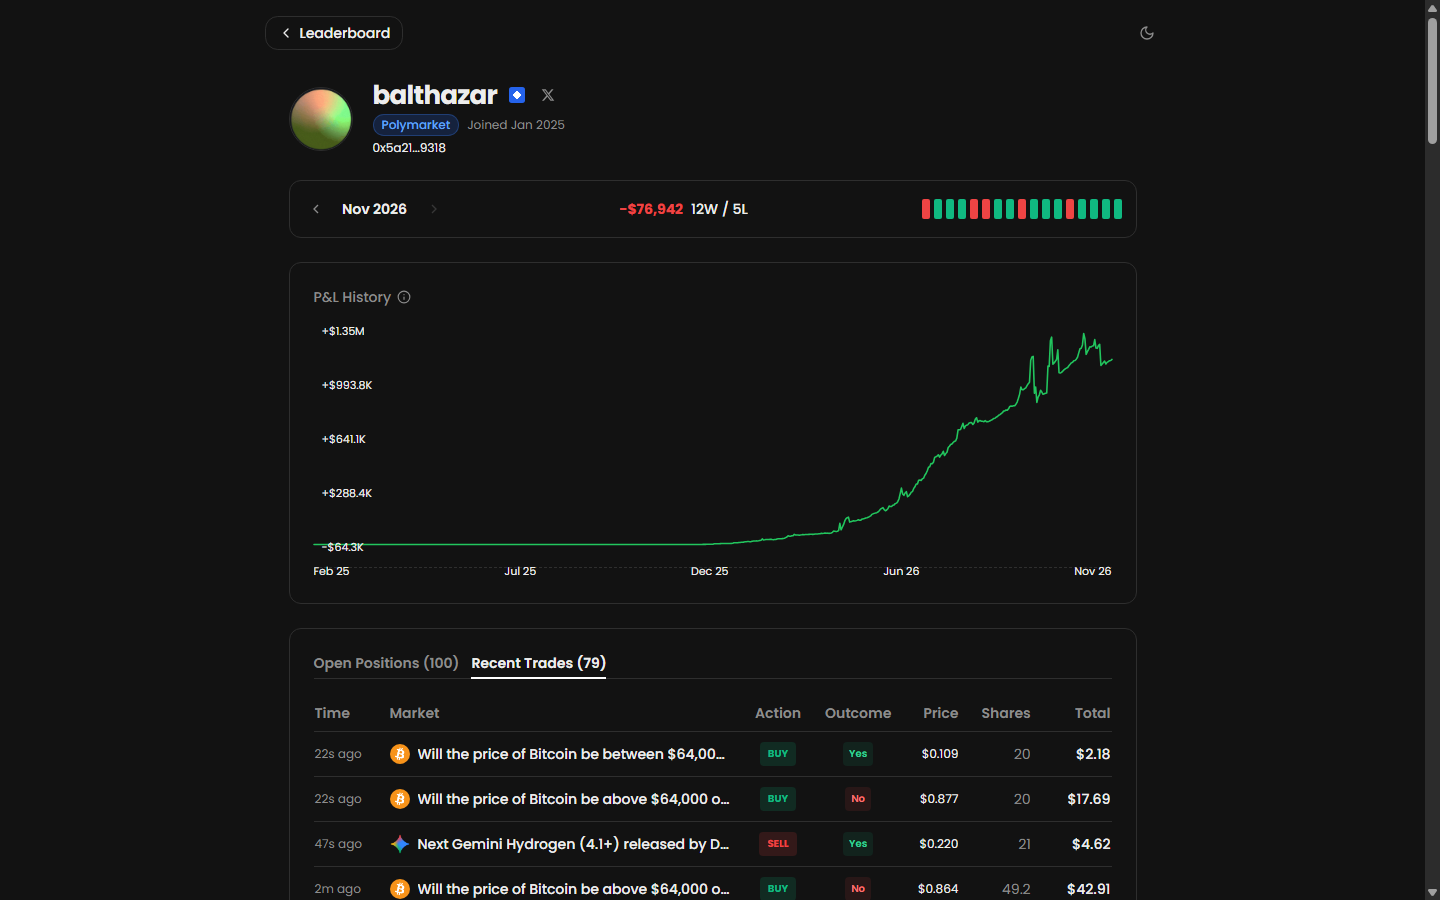 Leaderboard
balthazar
Polymarket Joined Jan 2025
0x5a21...9318
Nov 2026 -$76,942 12W / 5L
P&L History
+$1.35M
+$993.8K
+$641.1K
+$288.4K
-$64.3K
Feb 25 Jul 25 Dec 25 Jun 26 Nov 26
Open Positions (100) Recent Trades (79)
Time Market Action Outcome Price Shares Total
22s ago Will the price of Bitcoin be between $64,00... BUY Yes $0.109 20 $2.18
22s ago Will the price of Bitcoin be above $64,000 o... BUY No $0.877 20 $17.69
47s ago Next Gemini Hydrogen (4.1+) released by D... SELL Yes $0.220 21 $4.62
2m ago Will the price of Bitcoin be above $64,000 o... BUY No $0.864 49.2 $42.91